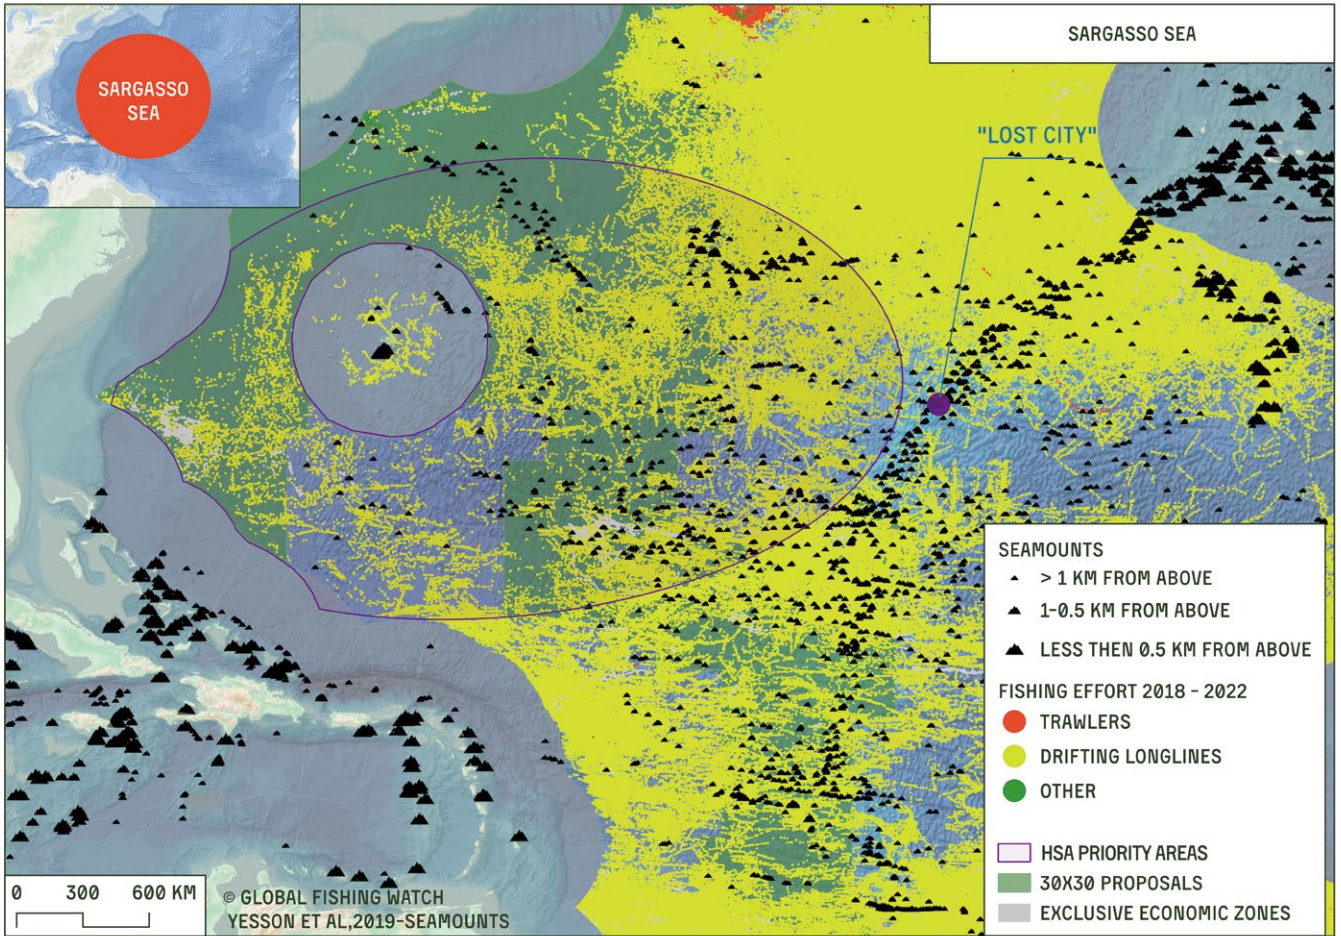 SARGASSO
SEA
SARGASSO SEA
"LOST CITY"
SEAMOUNTS
> 1 KM FROM ABOVE
1-0.5 KM FROM ABOVE
LESS THEN 0.5 KM FROM ABOVE
FISHING EFFORT 2018 - 2022
TRAWLERS
DRIFTING LONGLINES
OTHER
HSA PRIORITY AREAS
30X30 PROPOSALS
EXCLUSIVE ECONOMIC ZONES
0 300 600 KM
© GLOBAL FISHING WATCH
YESSON ET AL,2019-SEAMOUNTS